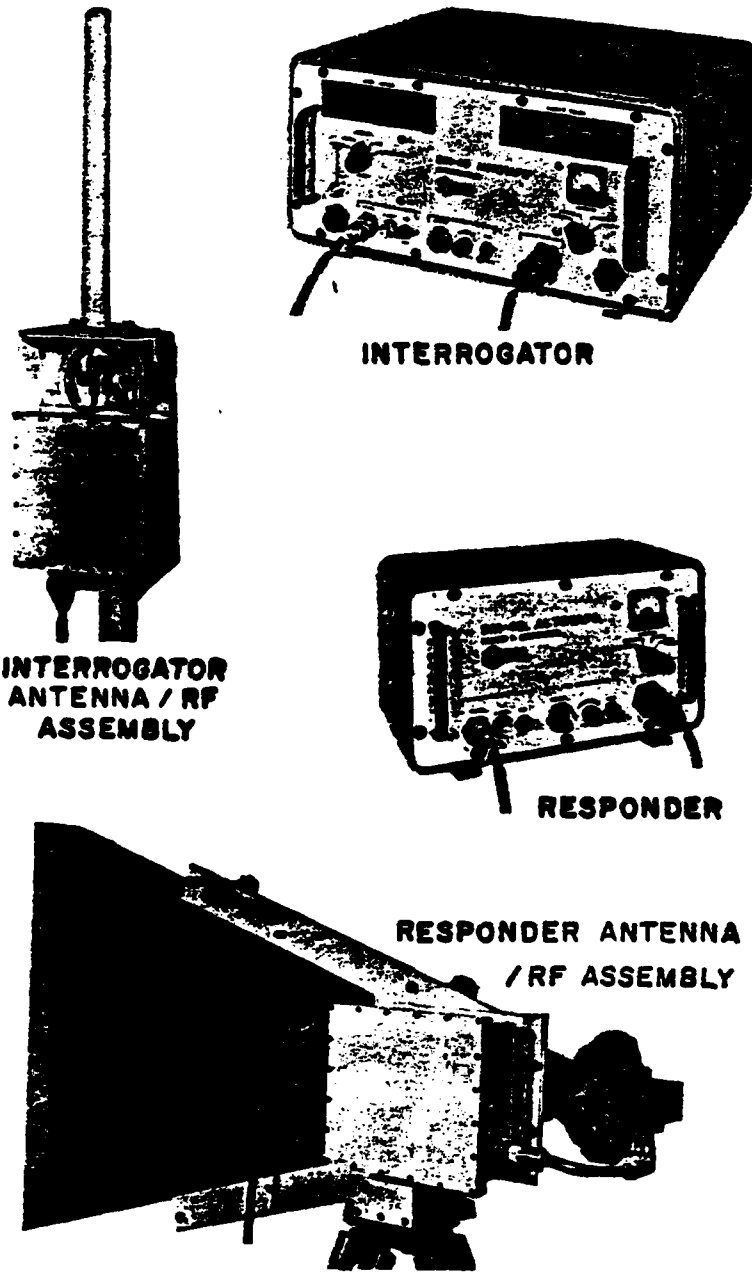 INTERROGATOR
INTERROGATOR
ANTENNA / RF
ASSEMBLY
RESPONDER
RESPONDER ANTENNA
/ RF ASSEMBLY